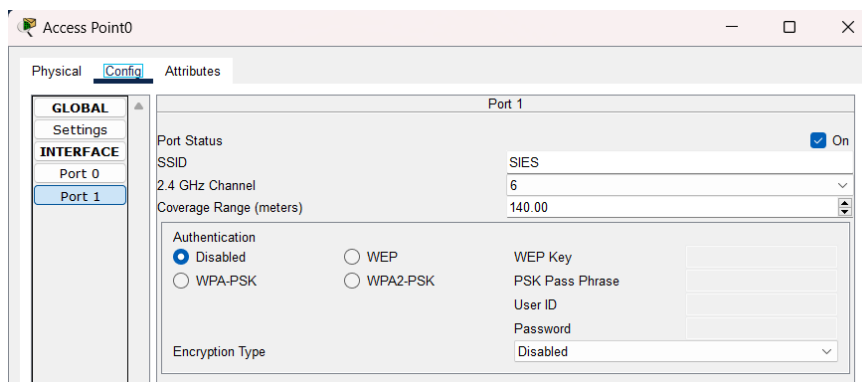 Access Point0
Physical Config Attributes
GLOBAL
Settings
INTERFACE
Port 0
Port 1
Port 1
Port Status On
SSID SIES
2.4 GHz Channel 6
Coverage Range (meters) 140.00
Authentication
Disabled WEP WEP Key
WPA-PSK WPA2-PSK PSK Pass Phrase
User ID
Password
Encryption Type Disabled